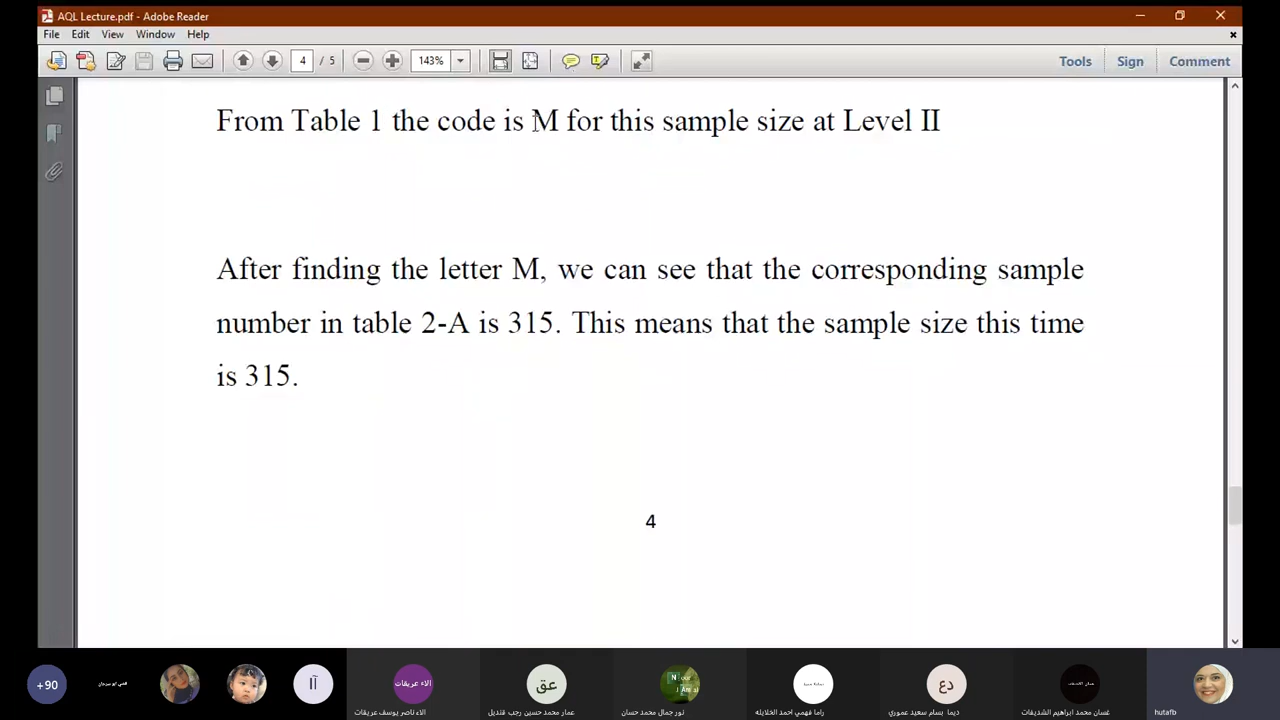 AQL Lecture.pdf - Adobe Reader
File Edit View Window Help
4 / 5 143% Tools Sign Comment
From Table 1 the code is M for this sample size at Level II
After finding the letter M, we can see that the corresponding sample
number in table 2-A is 315. This means that the sample size this time
is 315.
4
+90
آآ
الاء عريقات
الاء ناصر يوسف عريقات
عق
عمار محمد حسين رجب قنديل
نور جمال محمد حسان
راما فهمي احمد الخلايله
دع
ديما بسام سعيد عموري
غسان محمد ابراهيم الشديفات
hutafb